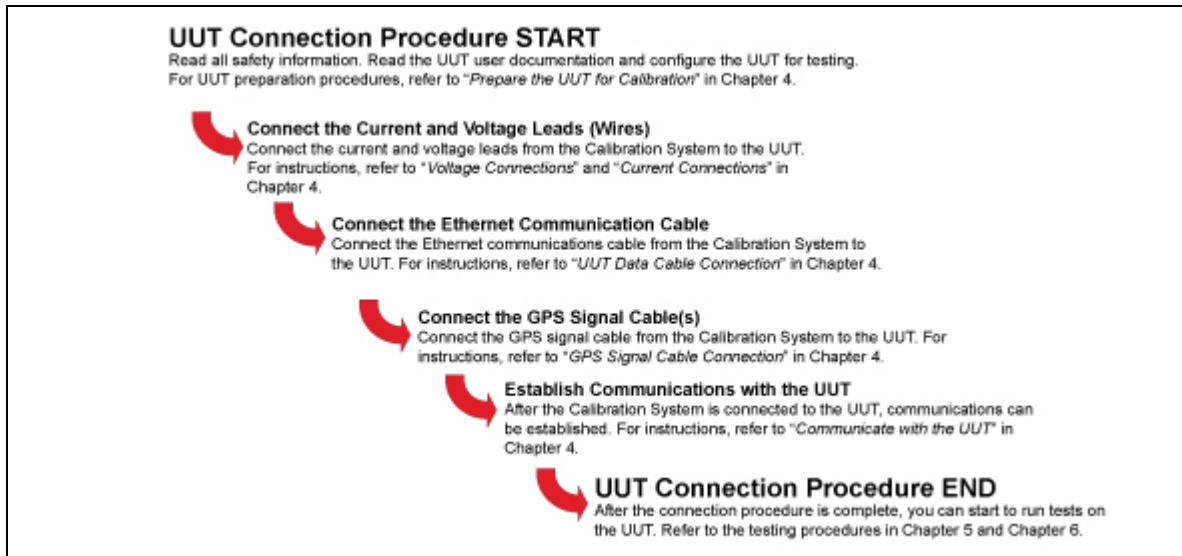 UUT Connection Procedure START
Read all safety information. Read the UUT user documentation and configure the UUT for testing.
For UUT preparation procedures, refer to “Prepare the UUT for Calibration” in Chapter 4.
Connect the Current and Voltage Leads (Wires)
Connect the current and voltage leads from the Calibration System to the UUT.
For instructions, refer to “Voltage Connections” and “Current Connections” in
Chapter 4.
Connect the Ethernet Communication Cable
Connect the Ethernet communications cable from the Calibration System to
the UUT. For instructions, refer to “UUT Data Cable Connection” in Chapter 4.
Connect the GPS Signal Cable(s)
Connect the GPS signal cable from the Calibration System to the UUT. For
instructions, refer to “GPS Signal Cable Connection” in Chapter 4.
Establish Communications with the UUT
After the Calibration System is connected to the UUT, communications can
be established. For instructions, refer to “Communicate with the UUT” in
Chapter 4.
UUT Connection Procedure END
After the connection procedure is complete, you can start to run tests on
the UUT. Refer to the testing procedures in Chapter 5 and Chapter 6.